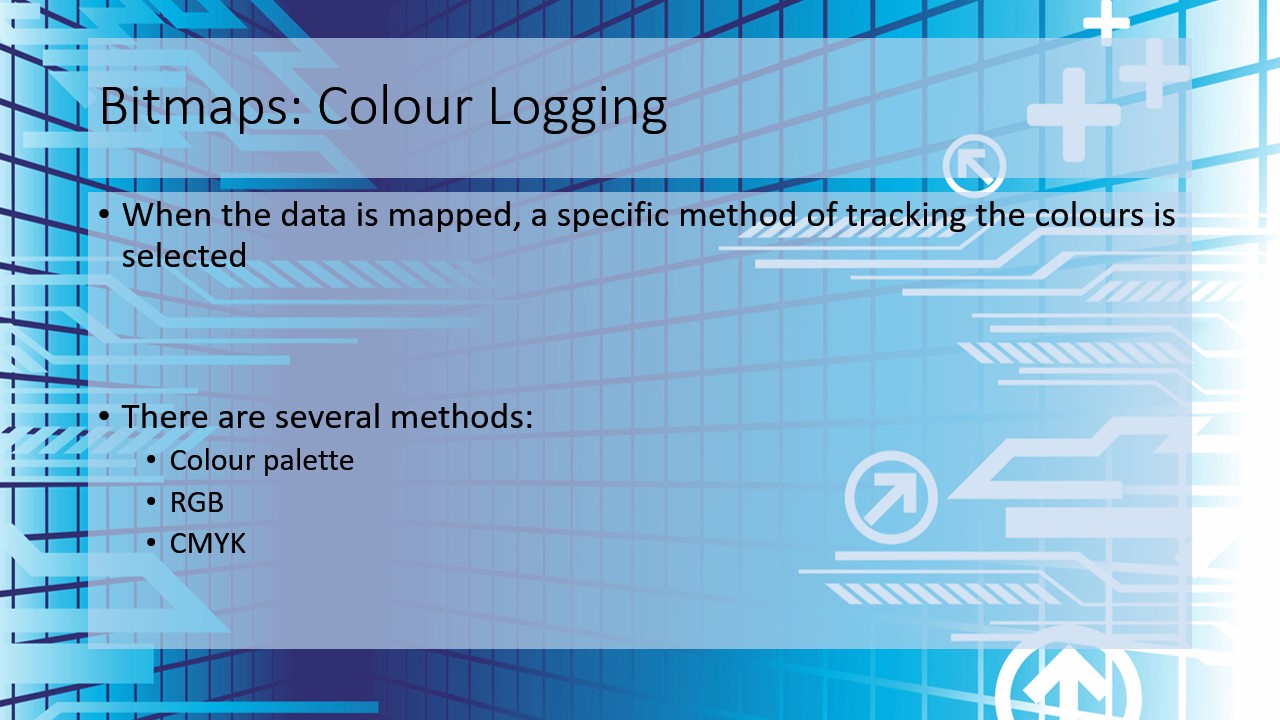 Bitmaps: Colour Logging
• When the data is mapped, a specific method of tracking the colours is
selected
• There are several methods:
• Colour palette
• RGB
• CMYK